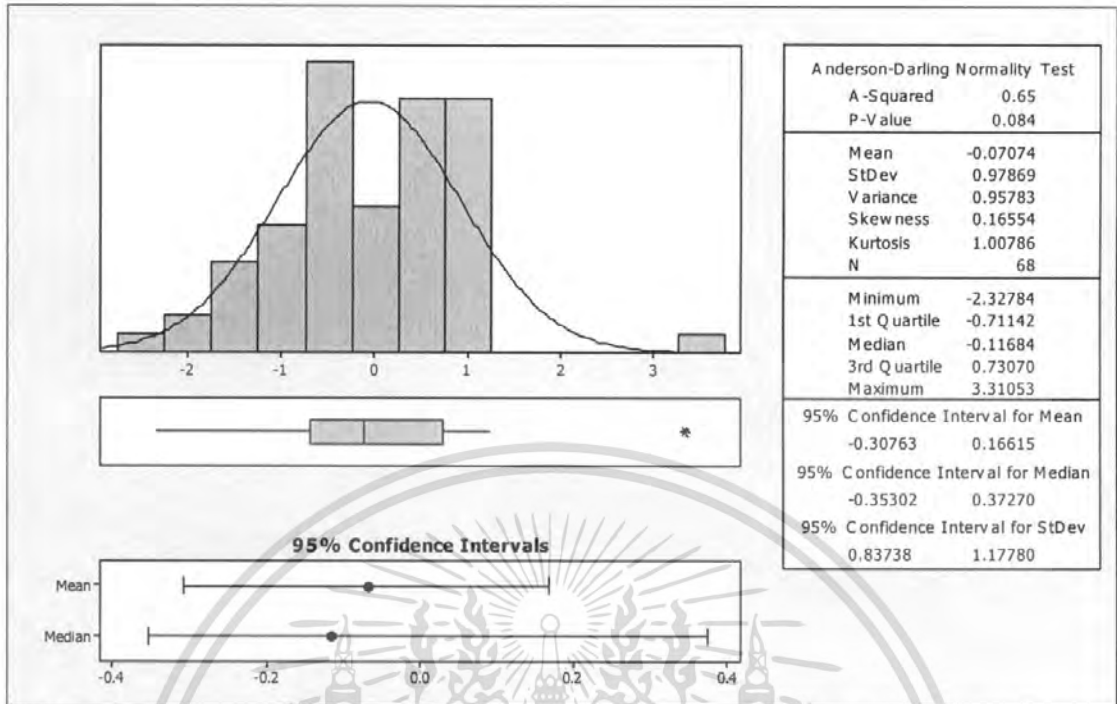 -2 -1 0 1 2 3
95% Confidence Intervals
Mean
Median
-0.4 -0.2 0.0 0.2 0.4
Anderson-Darling Normality Test
A-Squared 0.65
P-Value 0.084
Mean -0.07074
StDev 0.97869
Variance 0.95783
Skewness 0.16554
Kurtosis 1.00786
N 68
Minimum -2.32784
1st Quartile -0.71142
Median -0.11684
3rd Quartile 0.73070
Maximum 3.31053
95% Confidence Interval for Mean
-0.30763 0.16615
95% Confidence Interval for Median
-0.35302 0.37270
95% Confidence Interval for StDev
0.83738 1.17780